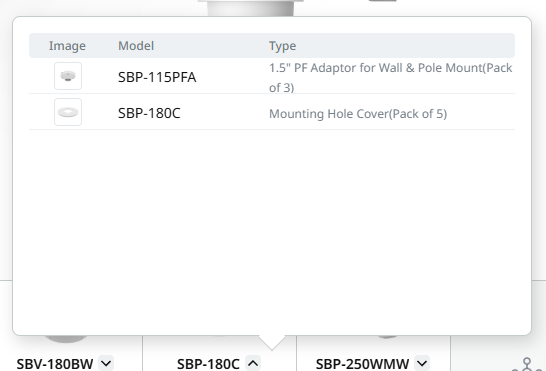 Image Model Type
SBP-115PFA 1.5" PF Adaptor for Wall & Pole Mount(Pack
of 3)
SBP-180C Mounting Hole Cover(Pack of 5)
SBV-180BW SBP-180C SBP-250WMW